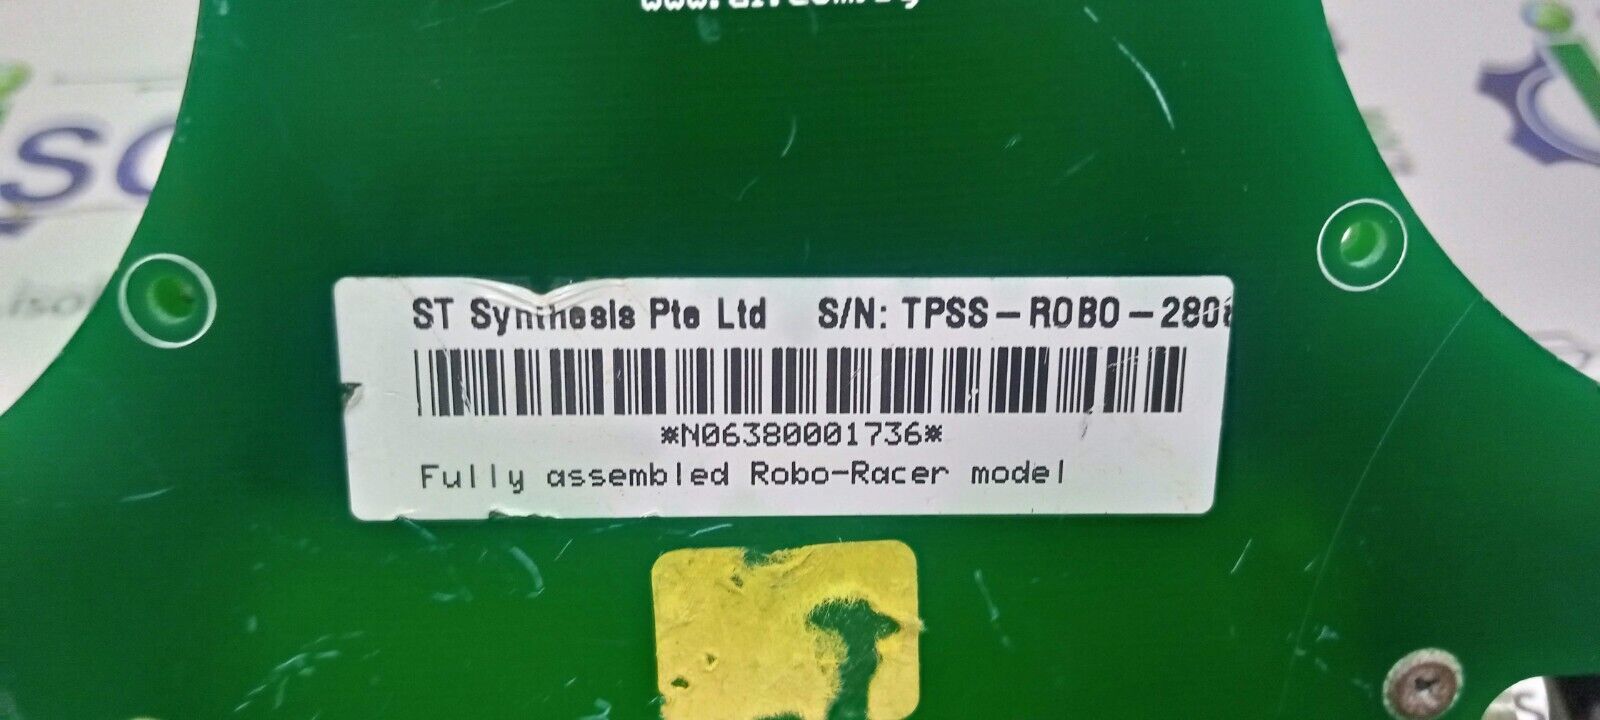 ST Synthesis Pte Ltd S/N: TPSS-ROBO-280
*N06380001736*
Fully assembled Robo-Racer model